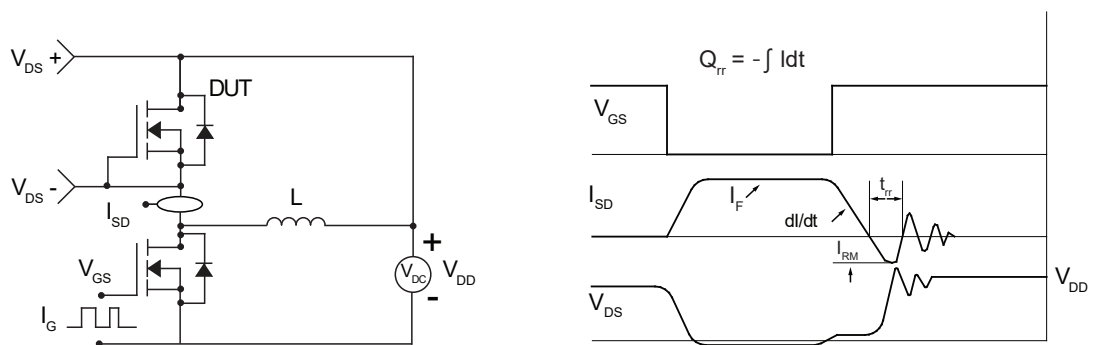 V_DS +
DUT
V_DS -
I_SD
L
+
V_DC
V_DD
-
V_GS
I_G
Q_rr = - ∫ Idt
V_GS
I_SD
I_F
dI/dt
t_rr
I_RM
V_DS
V_DD